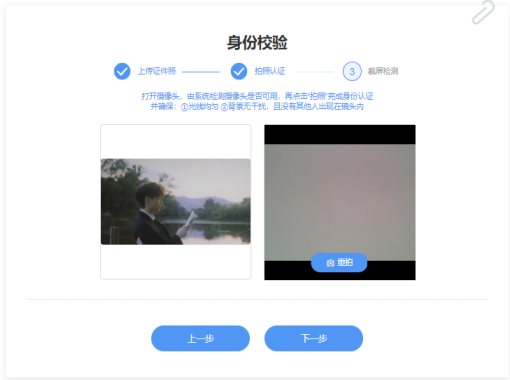 身份校验
上传证件照
拍照认证
3
截屏检测
打开摄像头，由系统检测摄像头是否可用，再点击“拍照”完成身份认证
并确保：①光线均匀 ②背景无干扰，且没有其他人出现在镜头内
重拍
上一步
下一步